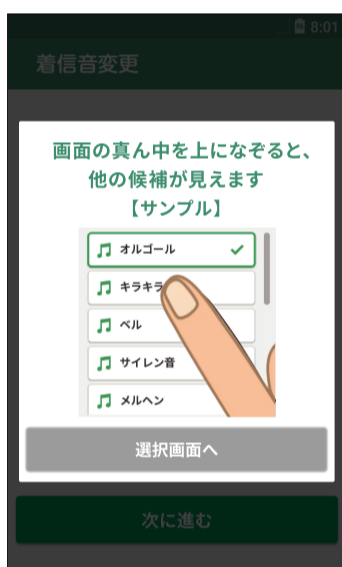 8:01
着信音変更
画面の真ん中を上になぞると、
他の候補が見えます
【サンプル】
オルゴール
キラキラ
ベル
サイレン音
メルヘン
選択画面へ
次に進む